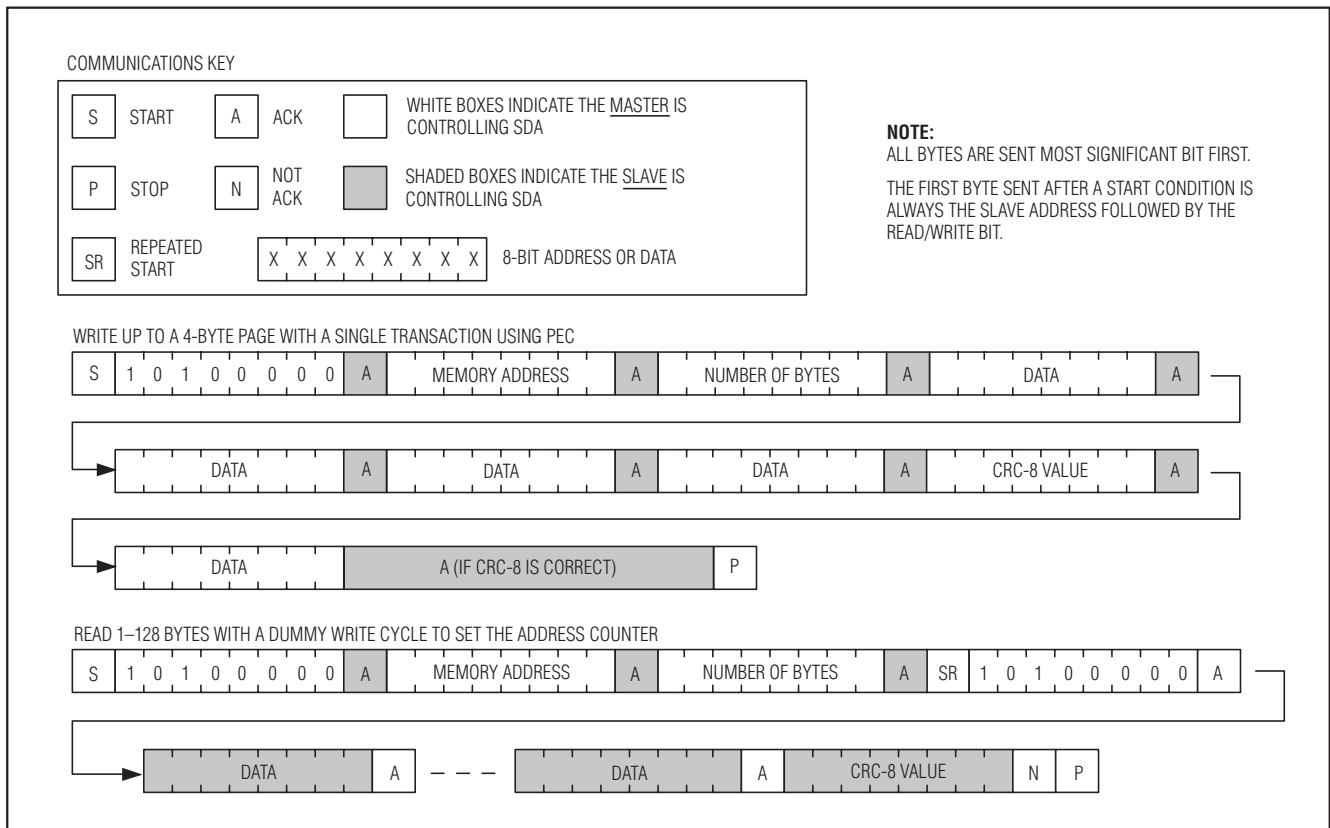 COMMUNICATIONS KEY
S START A ACK WHITE BOXES INDICATE THE MASTER IS
CONTROLLING SDA
P STOP N NOT
ACK SHADED BOXES INDICATE THE SLAVE IS
CONTROLLING SDA
SR REPEATED
START X X X X X X X X 8-BIT ADDRESS OR DATA
NOTE:
ALL BYTES ARE SENT MOST SIGNIFICANT BIT FIRST.
THE FIRST BYTE SENT AFTER A START CONDITION IS
ALWAYS THE SLAVE ADDRESS FOLLOWED BY THE
READ/WRITE BIT.
WRITE UP TO A 4-BYTE PAGE WITH A SINGLE TRANSACTION USING PEC
S 1 0 1 0 0 0 0 0 A MEMORY ADDRESS A NUMBER OF BYTES A DATA A
DATA A DATA A DATA A CRC-8 VALUE A
DATA A (IF CRC-8 IS CORRECT) P
READ 1–128 BYTES WITH A DUMMY WRITE CYCLE TO SET THE ADDRESS COUNTER
S 1 0 1 0 0 0 0 0 A MEMORY ADDRESS A NUMBER OF BYTES A SR 1 0 1 0 0 0 0 0 A
DATA A – – – DATA A CRC-8 VALUE N P